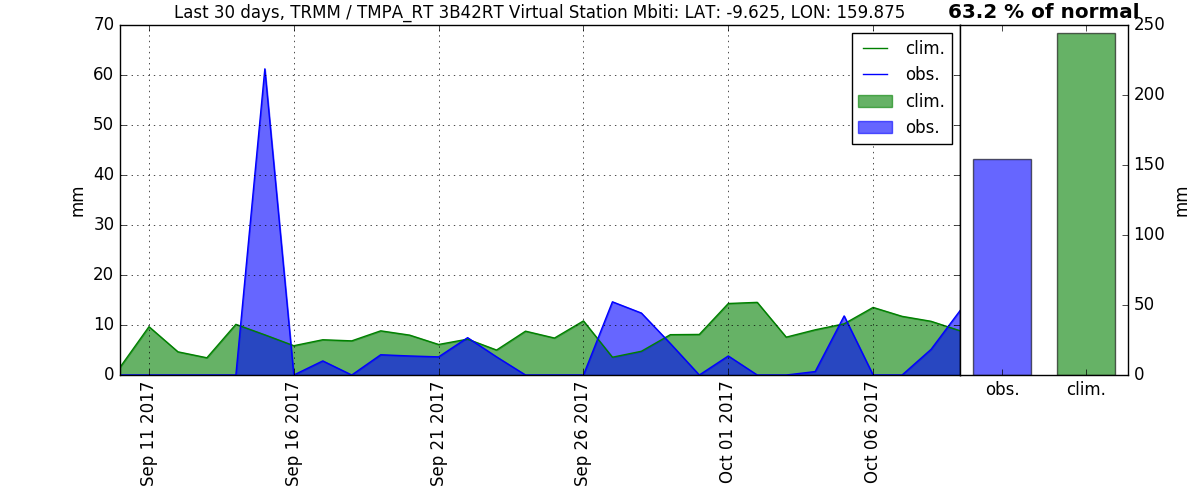 Last 30 days, TRMM / TMPA_RT 3B42RT Virtual Station Mbiti: LAT: -9.625, LON: 159.875
63.2 % of normal
70
60
50
40
30
20
10
0
mm
clim.
obs.
clim.
obs.
250
200
150
100
50
0
mm
Sep 11 2017
Sep 16 2017
Sep 21 2017
Sep 26 2017
Oct 01 2017
Oct 06 2017
obs.
clim.